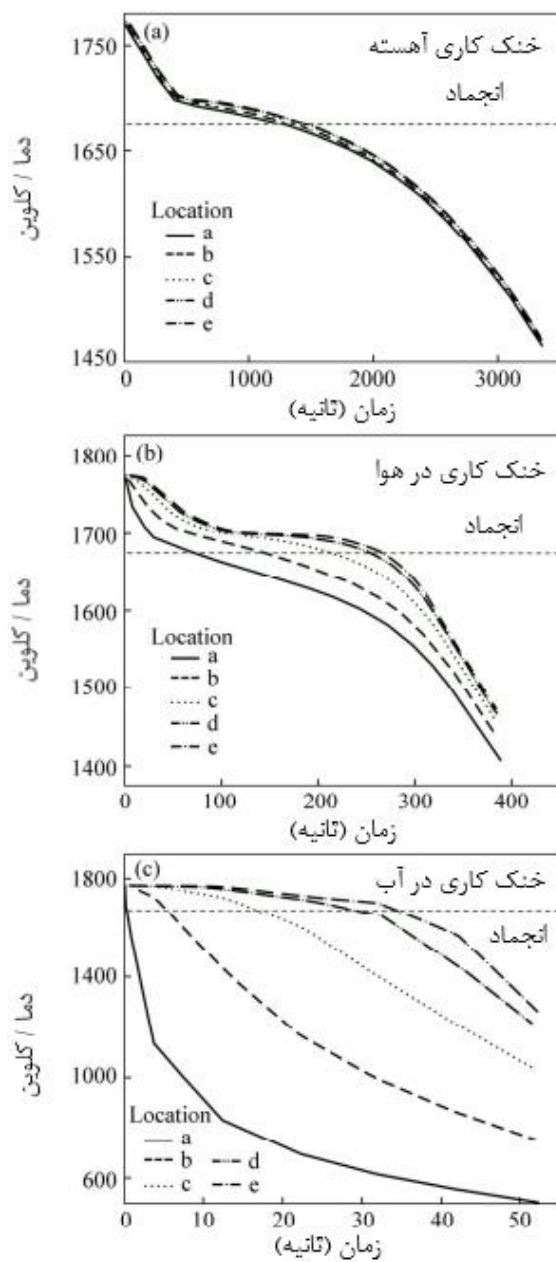 (a) خنک کاری آهسته
انجماد
1750
1650
1550
1450
دما / کلوین
Location
a
b
c
d
e
0 1000 2000 3000
زمان (ثانیه)
(b) خنک کاری در هوا
انجماد
1800
1700
1600
1500
1400
دما / کلوین
Location
a
b
c
d
e
0 100 200 300 400
زمان (ثانیه)
(c) خنک کاری در آب
انجماد
1800
1400
1000
600
دما / کلوین
Location
a
b d
c e
0 10 20 30 40 50
زمان (ثانیه)